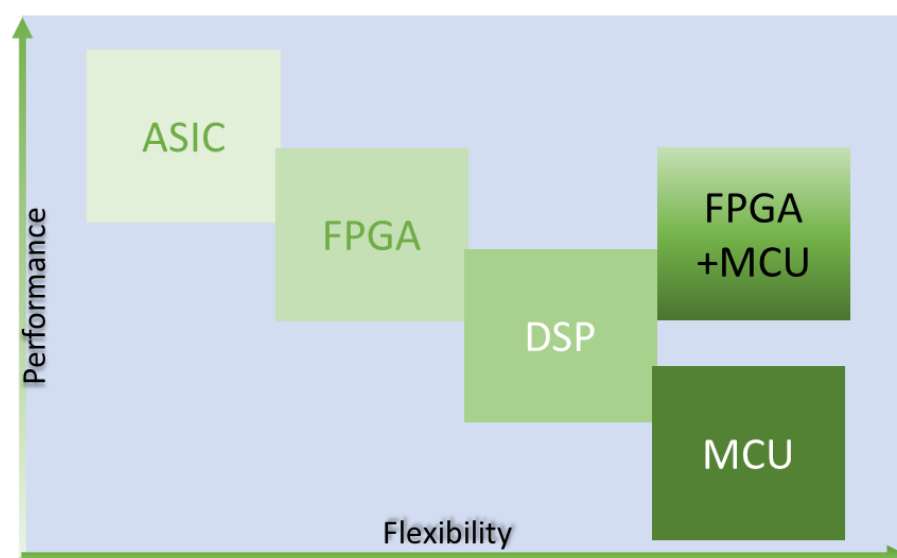 ASIC
FPGA
FPGA
+MCU
DSP
MCU
Performance
Flexibility